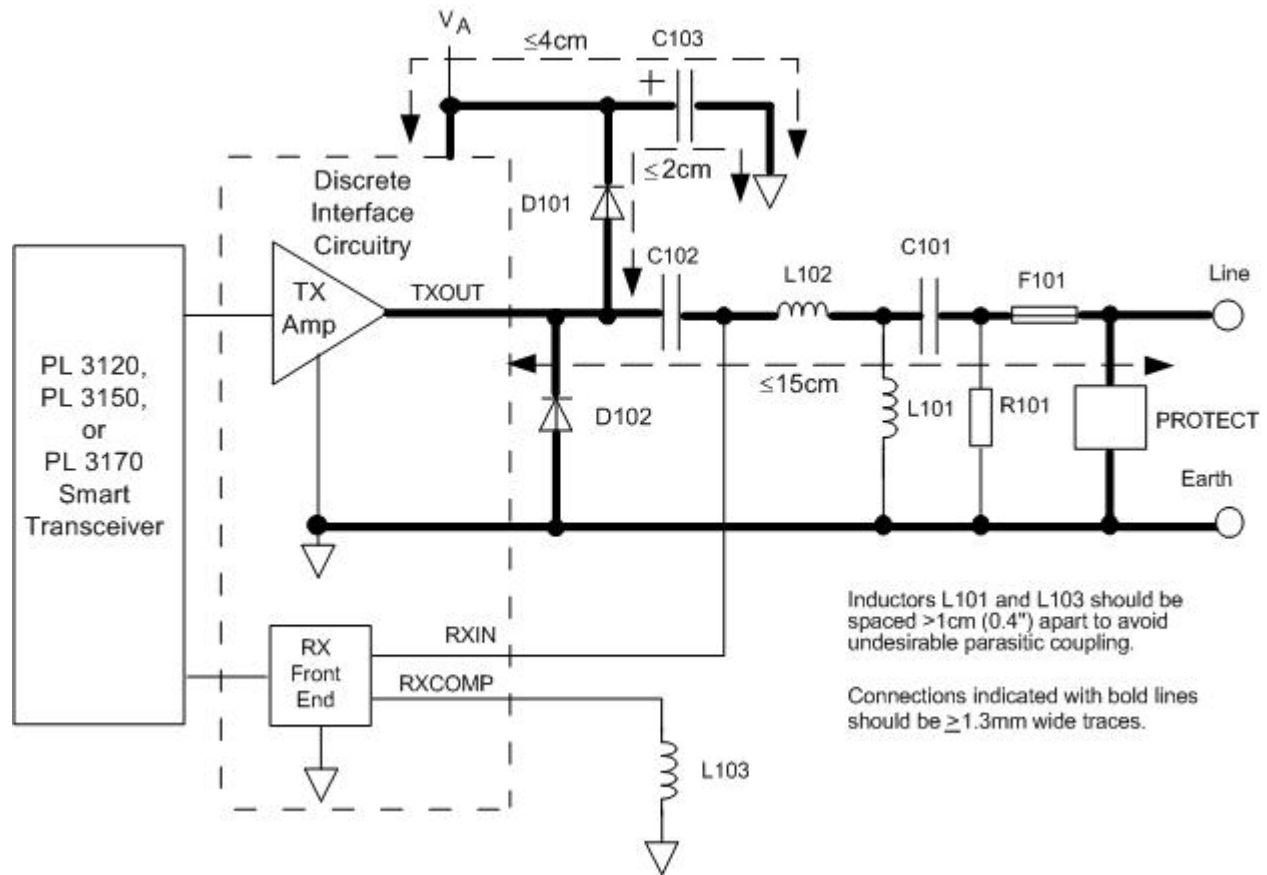 V_A
≤4cm
C103
+
≤2cm
Discrete
Interface
Circuitry
D101
C102
C101
L102
F101
Line
TX
Amp
TXOUT
PL 3120,
PL 3150,
or
PL 3170
Smart
Transceiver
≤15cm
D102
L101
R101
PROTECT
Earth
RX
Front
End
RXIN
RXCOMP
L103
Inductors L101 and L103 should be
spaced >1cm (0.4") apart to avoid
undesirable parasitic coupling.
Connections indicated with bold lines
should be ≥1.3mm wide traces.